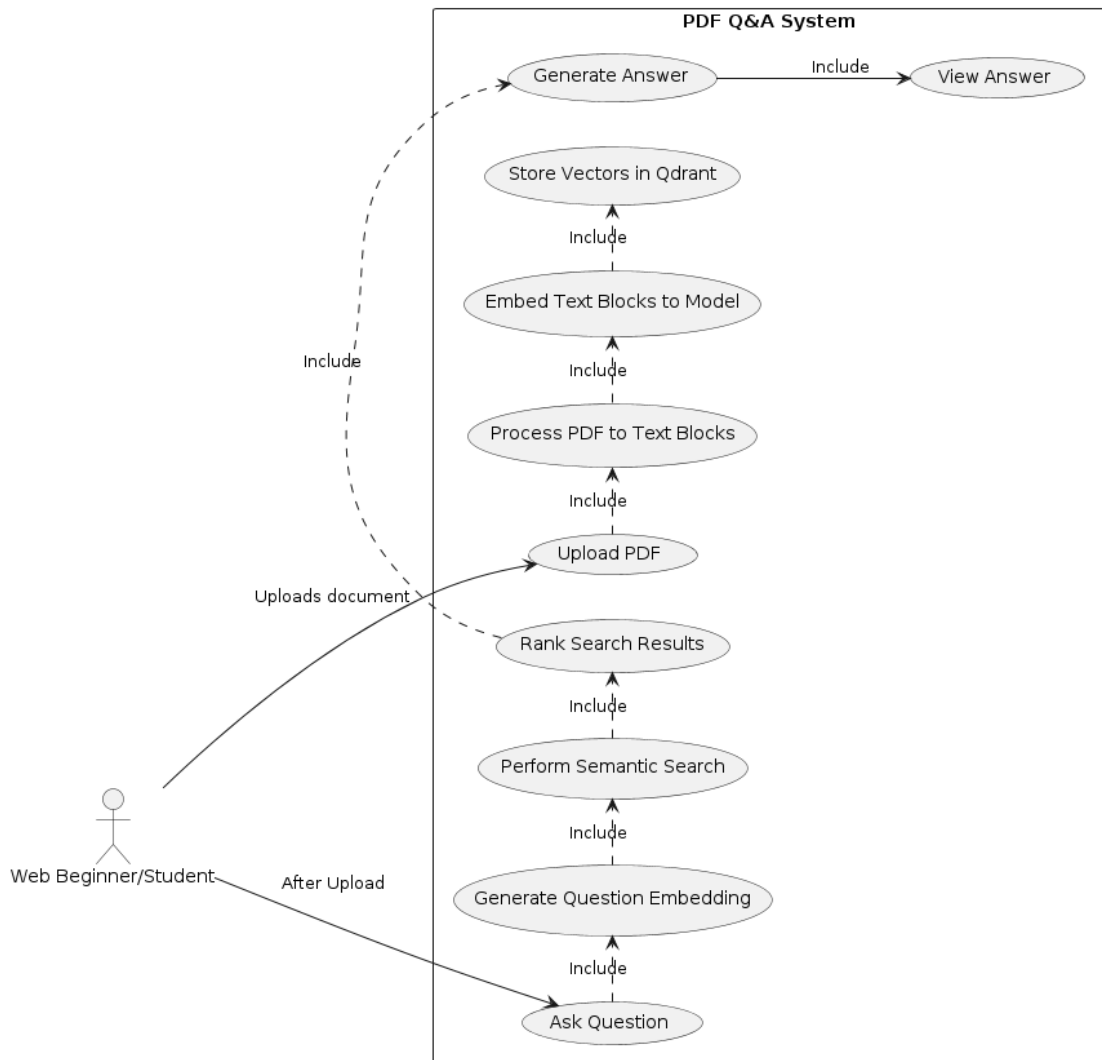 PDF Q&A System
Generate Answer
Include
View Answer
Store Vectors in Qdrant
Include
Embed Text Blocks to Model
Include
Include
Process PDF to Text Blocks
Include
Upload PDF
Uploads document
Rank Search Results
Include
Perform Semantic Search
Include
Web Beginner/Student
After Upload
Generate Question Embedding
Include
Ask Question